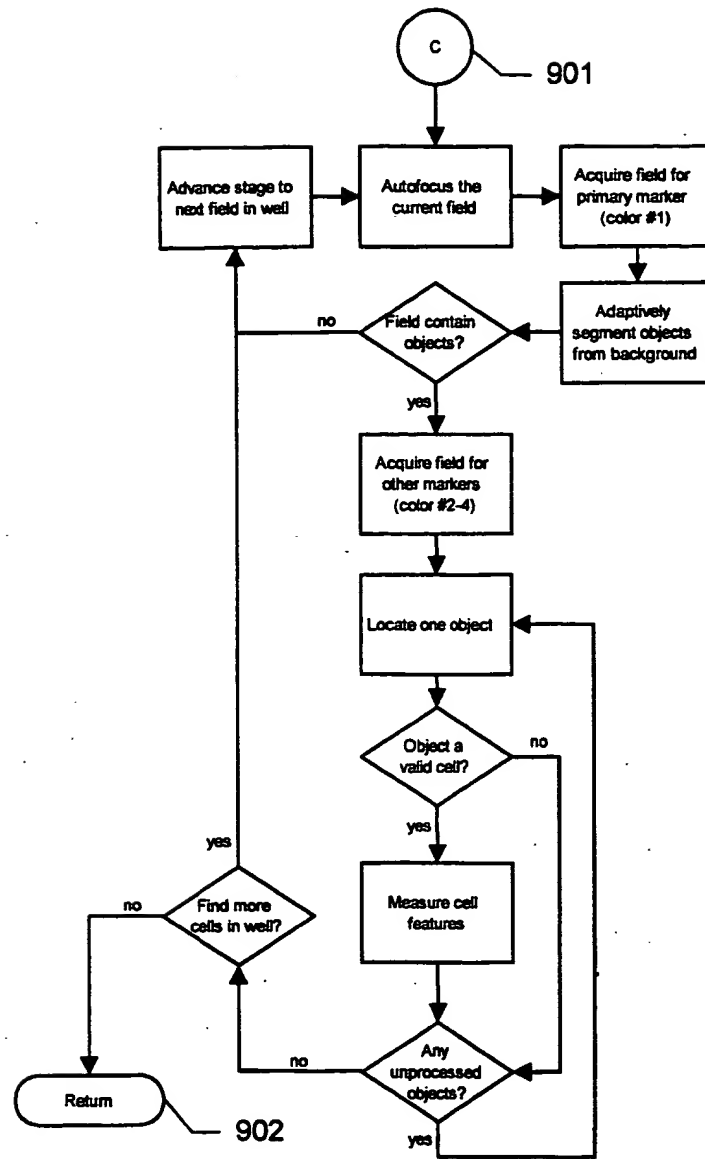 C
901
Advance stage to
next field in well
Autofocus the
current field
Acquire field for
primary marker
(color #1)
no
Field contain
objects?
Adaptively
segment objects
from background
yes
Acquire field for
other markers
(color #2-4)
Locate one object
Object a
valid cell?
no
yes
yes
Measure cell
features
no
Find more
cells in well?
no
Any
unprocessed
objects?
Return
902
yes